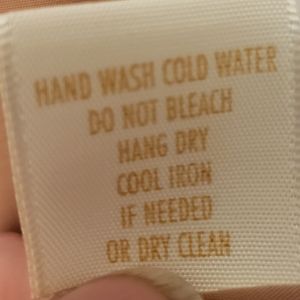 HAND WASH COLD WATER
DO NOT BLEACH
HANG DRY
COOL IRON
IF NEEDED
OR DRY CLEAN